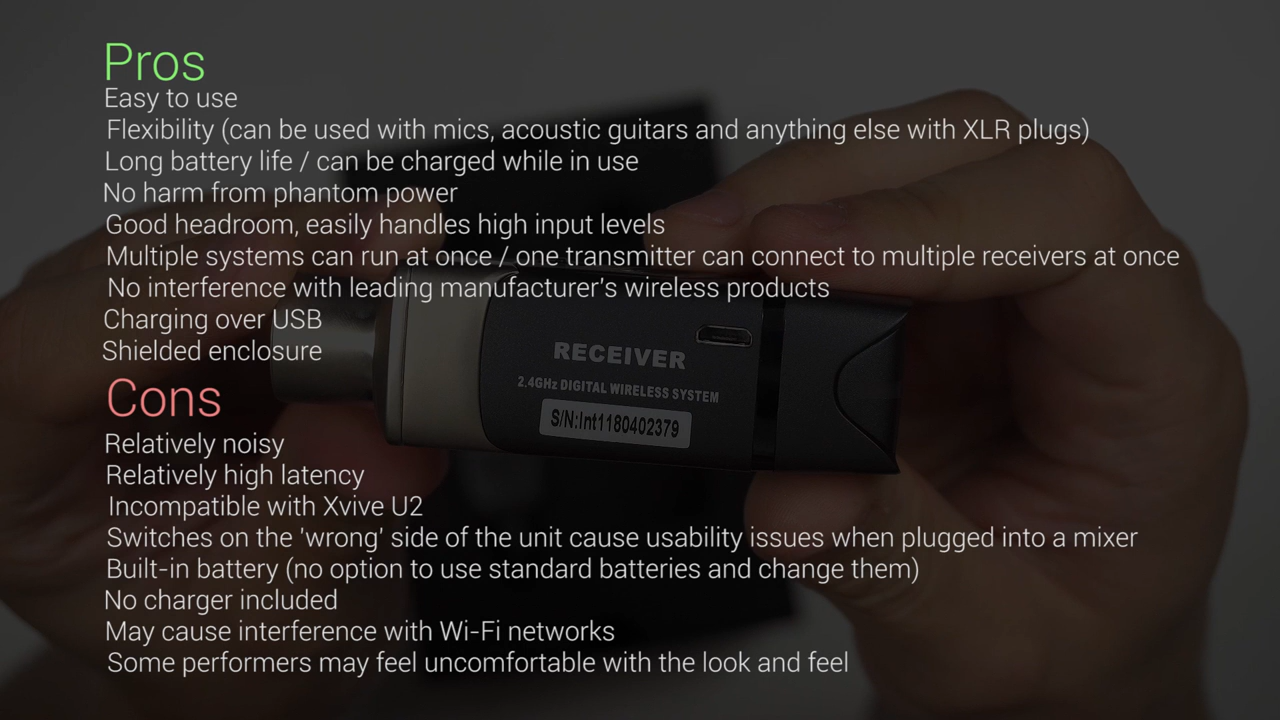 Pros
Easy to use
Flexibility (can be used with mics, acoustic guitars and anything else with XLR plugs)
Long battery life / can be charged while in use
No harm from phantom power
Good headroom, easily handles high input levels
Multiple systems can run at once / one transmitter can connect to multiple receivers at once
No interference with leading manufacturer's wireless products
Charging over USB
Shielded enclosure
RECEIVER
2.4GHz DIGITAL WIRELESS SYSTEM
S/N:Int1180402379
Cons
Relatively noisy
Relatively high latency
Incompatible with Xvive U2
Switches on the 'wrong' side of the unit cause usability issues when plugged into a mixer
Built-in battery (no option to use standard batteries and change them)
No charger included
May cause interference with Wi-Fi networks
Some performers may feel uncomfortable with the look and feel